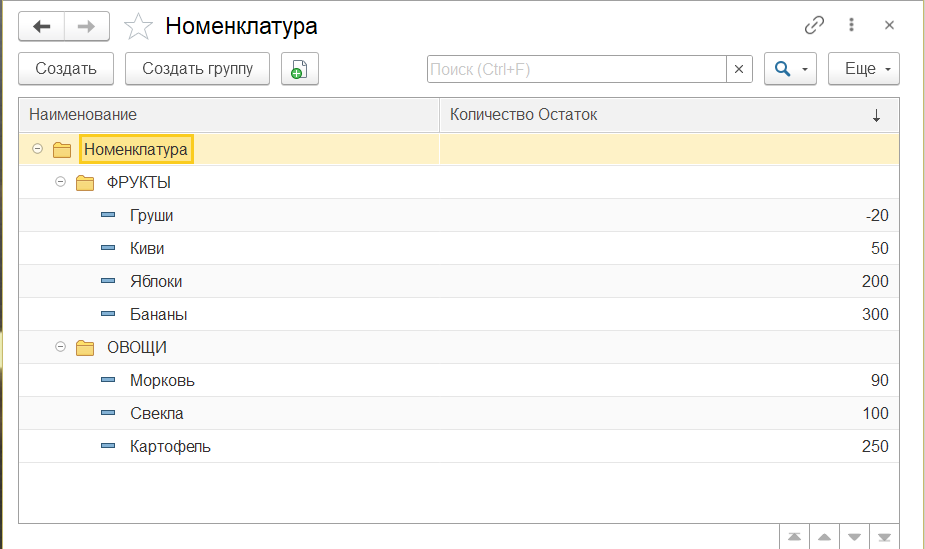 Номенклатура
Создать Создать группу Поиск (Ctrl+F) Еще
Наименование Количество Остаток
Номенклатура
ФРУКТЫ
Груши -20
Киви 50
Яблоки 200
Бананы 300
ОВОЩИ
Морковь 90
Свекла 100
Картофель 250